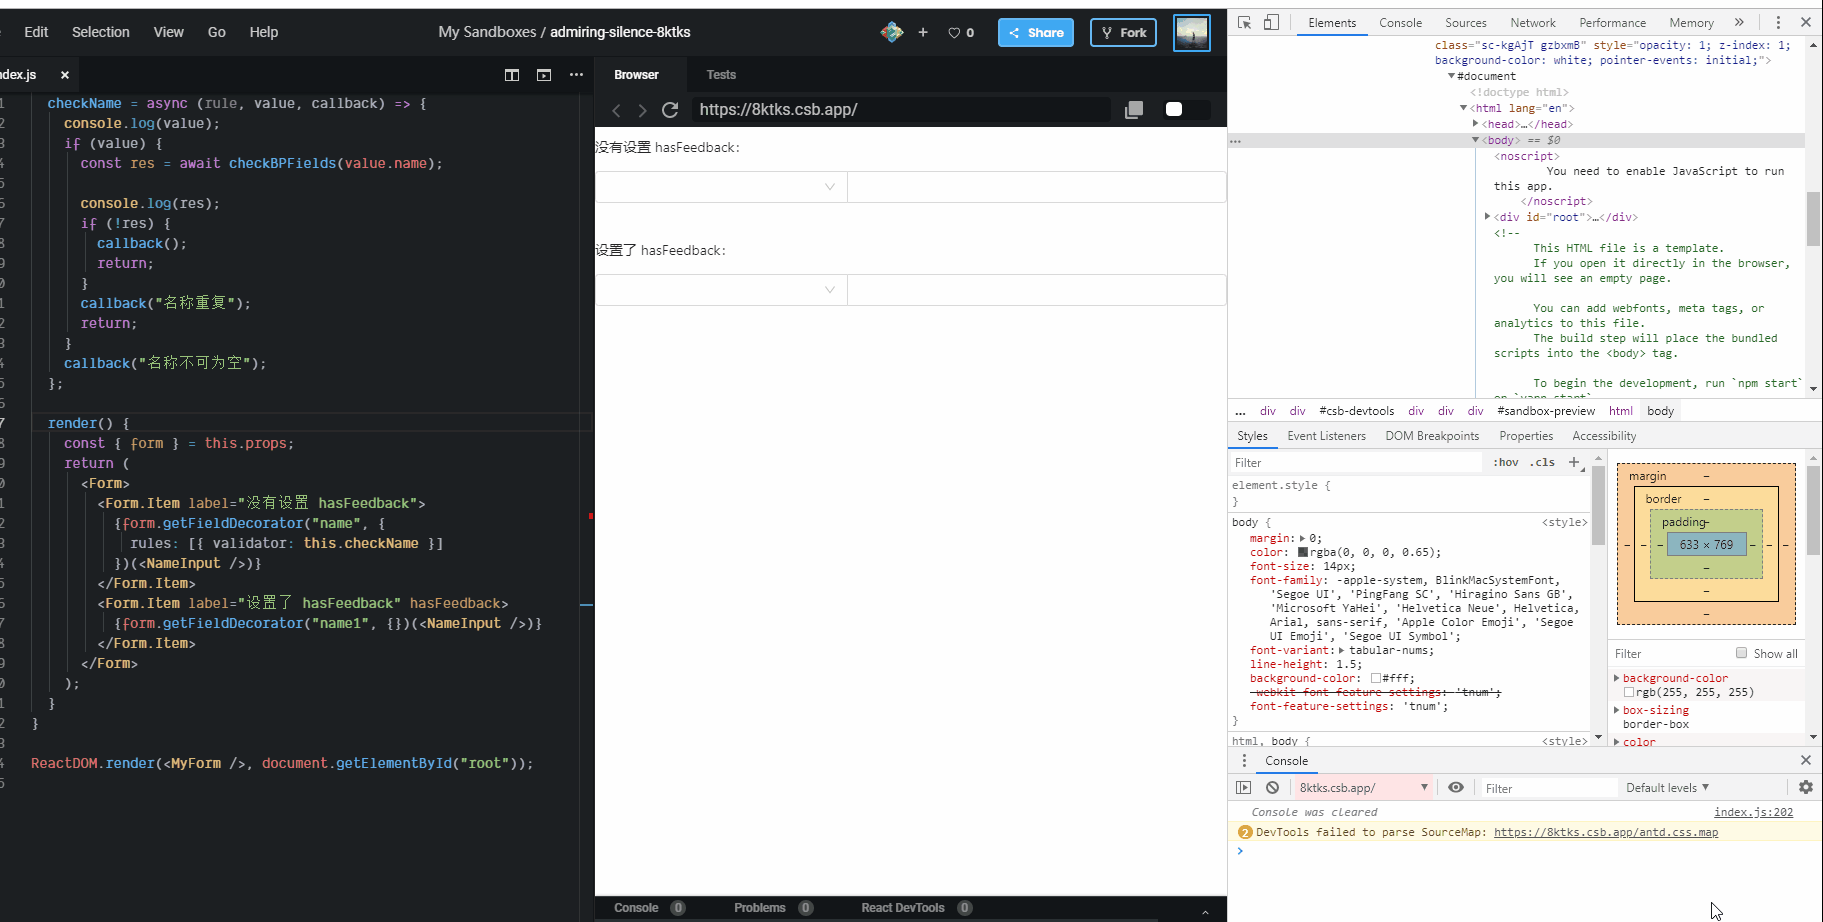 Edit Selection View Go Help
My Sandboxes / admiring-silence-8ktks
+ 0 Share Fork
ndex.js ×
checkName = async (rule, value, callback) => {
console.log(value);
if (value) {
const res = await checkBPFields(value.name);
console.log(res);
if (!res) {
callback();
return;
}
callback("名称重复");
return;
}
callback("名称不可为空");
};
render() {
const { form } = this.props;
return (
<Form>
<Form.Item label="没有设置 hasFeedback">
{form.getFieldDecorator("name", {
rules: [{ validator: this.checkName }]
})(<NameInput />)}
</Form.Item>
<Form.Item label="设置了 hasFeedback" hasFeedback>
{form.getFieldDecorator("name1", {})(<NameInput />)}
</Form.Item>
</Form>
);
}
}
ReactDOM.render(<MyForm />, document.getElementById("root"));
Browser Tests
https://8ktks.csb.app/
没有设置 hasFeedback:
设置了 hasFeedback:
Console 0 Problems 0 React DevTools 0
Elements Console Sources Network Performance Memory »
class="sc-kgAjT gzbxmB" style="opacity: 1; z-index: 1;
background-color: white; pointer-events: initial;">
#document
<!doctype html>
<html lang="en">
<head>…</head>
<body> == $0
<noscript>
You need to enable JavaScript to run
this app.
</noscript>
<div id="root">…</div>
<!--
This HTML file is a template.
If you open it directly in the browser,
you will see an empty page.
You can add webfonts, meta tags, or
analytics to this file.
The build step will place the bundled
scripts into the <body> tag.
To begin the development, run `npm start`
... div div #csb-devtools div div div #sandbox-preview html body
Styles Event Listeners DOM Breakpoints Properties Accessibility
Filter :hov .cls +
element.style {
}
body { <style>
margin: 0;
color: rgba(0, 0, 0, 0.65);
font-size: 14px;
font-family: -apple-system, BlinkMacSystemFont,
'Segoe UI', 'PingFang SC', 'Hiragino Sans GB',
'Microsoft YaHei', 'Helvetica Neue', Helvetica,
Arial, sans-serif, 'Apple Color Emoji', 'Segoe
UI Emoji', 'Segoe UI Symbol';
font-variant: tabular-nums;
line-height: 1.5;
background-color: #fff;
-webkit-font-feature-settings: 'tnum';
font-feature-settings: 'tnum';
}
html, body { <style>
margin –
border –
padding –
– – – 633 × 769 – – –
–
–
–
Filter Show all
background-color
rgb(255, 255, 255)
box-sizing
border-box
color
Console
8ktks.csb.app/ Filter Default levels
Console was cleared index.js:202
2 DevTools failed to parse SourceMap: https://8ktks.csb.app/antd.css.map